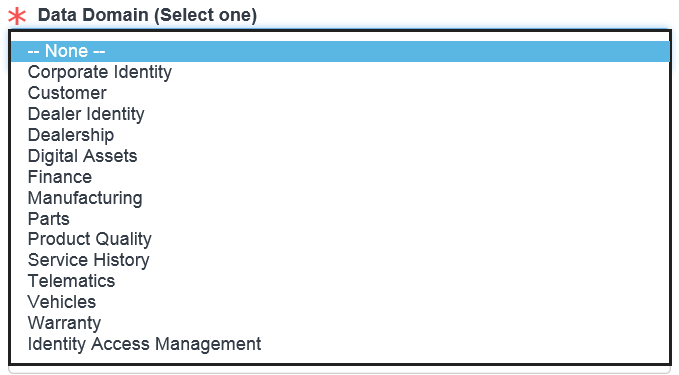 * Data Domain (Select one)
-- None --
Corporate Identity
Customer
Dealer Identity
Dealership
Digital Assets
Finance
Manufacturing
Parts
Product Quality
Service History
Telematics
Vehicles
Warranty
Identity Access Management